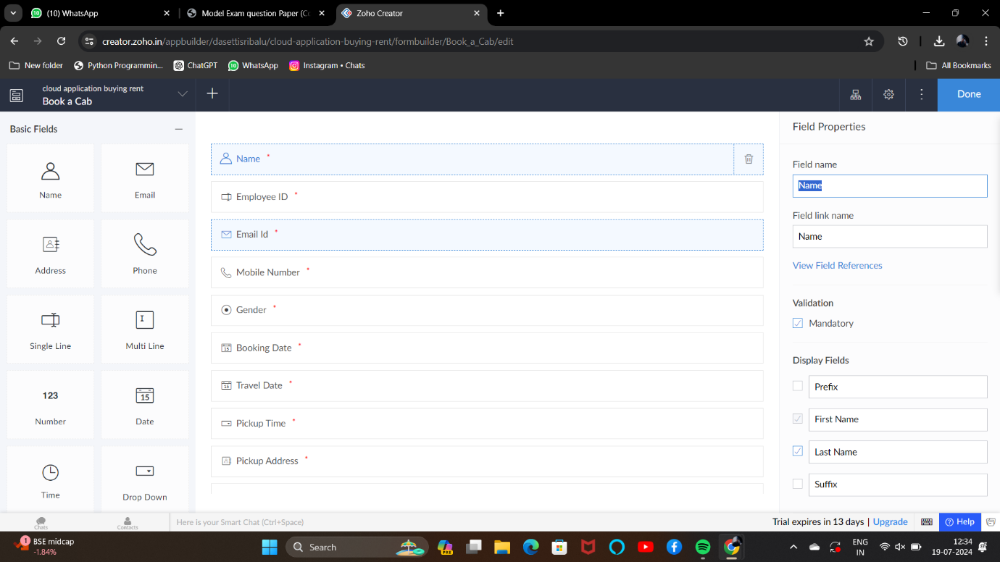 (10) WhatsApp
Model Exam question Paper (Co
Zoho Creator
creator.zoho.in/appbuilder/dasettisribalu/cloud-application-buying-rent/formbuilder/Book_a_Cab/edit
New folder
Python Programmin...
ChatGPT
WhatsApp
Instagram • Chats
All Bookmarks
cloud application buying rent
Book a Cab
Done
Basic Fields
Name
Email
Address
Phone
Single Line
Multi Line
123
Number
15
Date
Time
Drop Down
Name *
Employee ID *
Email Id *
Mobile Number *
Gender *
Booking Date *
Travel Date *
Pickup Time *
Pickup Address *
Field Properties
Field name
Name
Field link name
Name
View Field References
Validation
Mandatory
Display Fields
Prefix
First Name
Last Name
Suffix
Chats
Contacts
Here is your Smart Chat (Ctrl+Space)
Trial expires in 13 days | Upgrade
Help
1
BSE midcap
-1.84%
Search
PRE
ENG
IN
12:34
19-07-2024